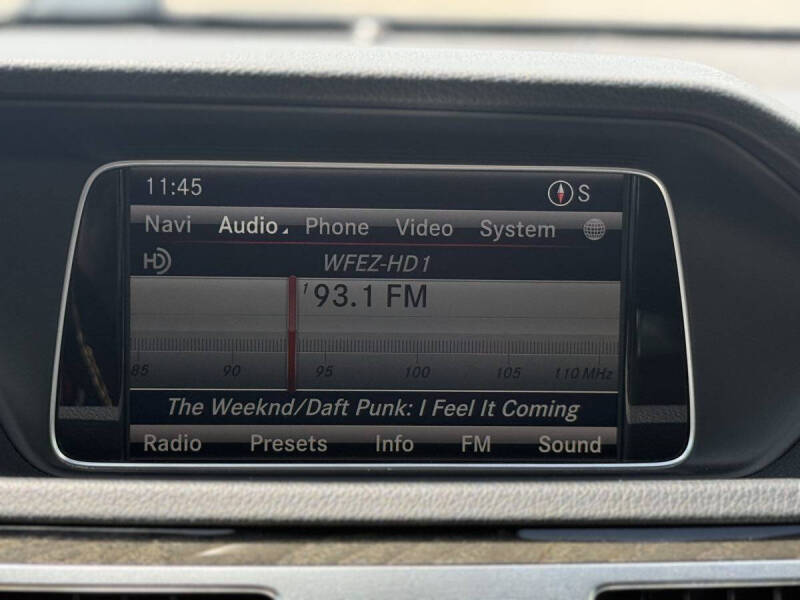 11:45 S
Navi Audio Phone Video System
HD WFEZ-HD1
1 93.1 FM
85 90 95 100 105 110 MHz
The Weeknd/Daft Punk: I Feel It Coming
Radio Presets Info FM Sound